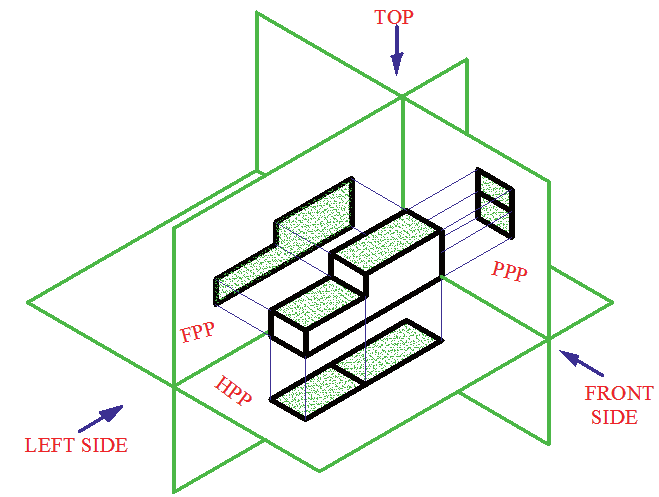 TOP
PPP
FPP
HPP
FRONT
SIDE
LEFT SIDE